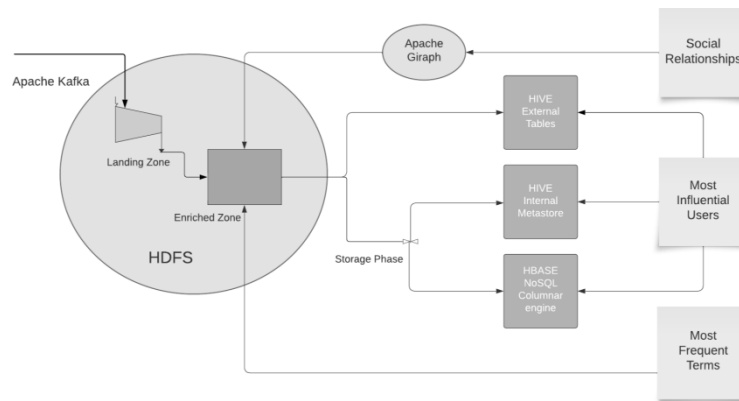 Apache Kafka
Landing Zone
Enriched Zone
HDFS
Apache
Giraph
Storage Phase
HIVE
External
Tables
HIVE
Internal
Metastore
HBASE
NoSQL
Columnar
engine
Social
Relationships
Most
Influential
Users
Most
Frequent
Terms